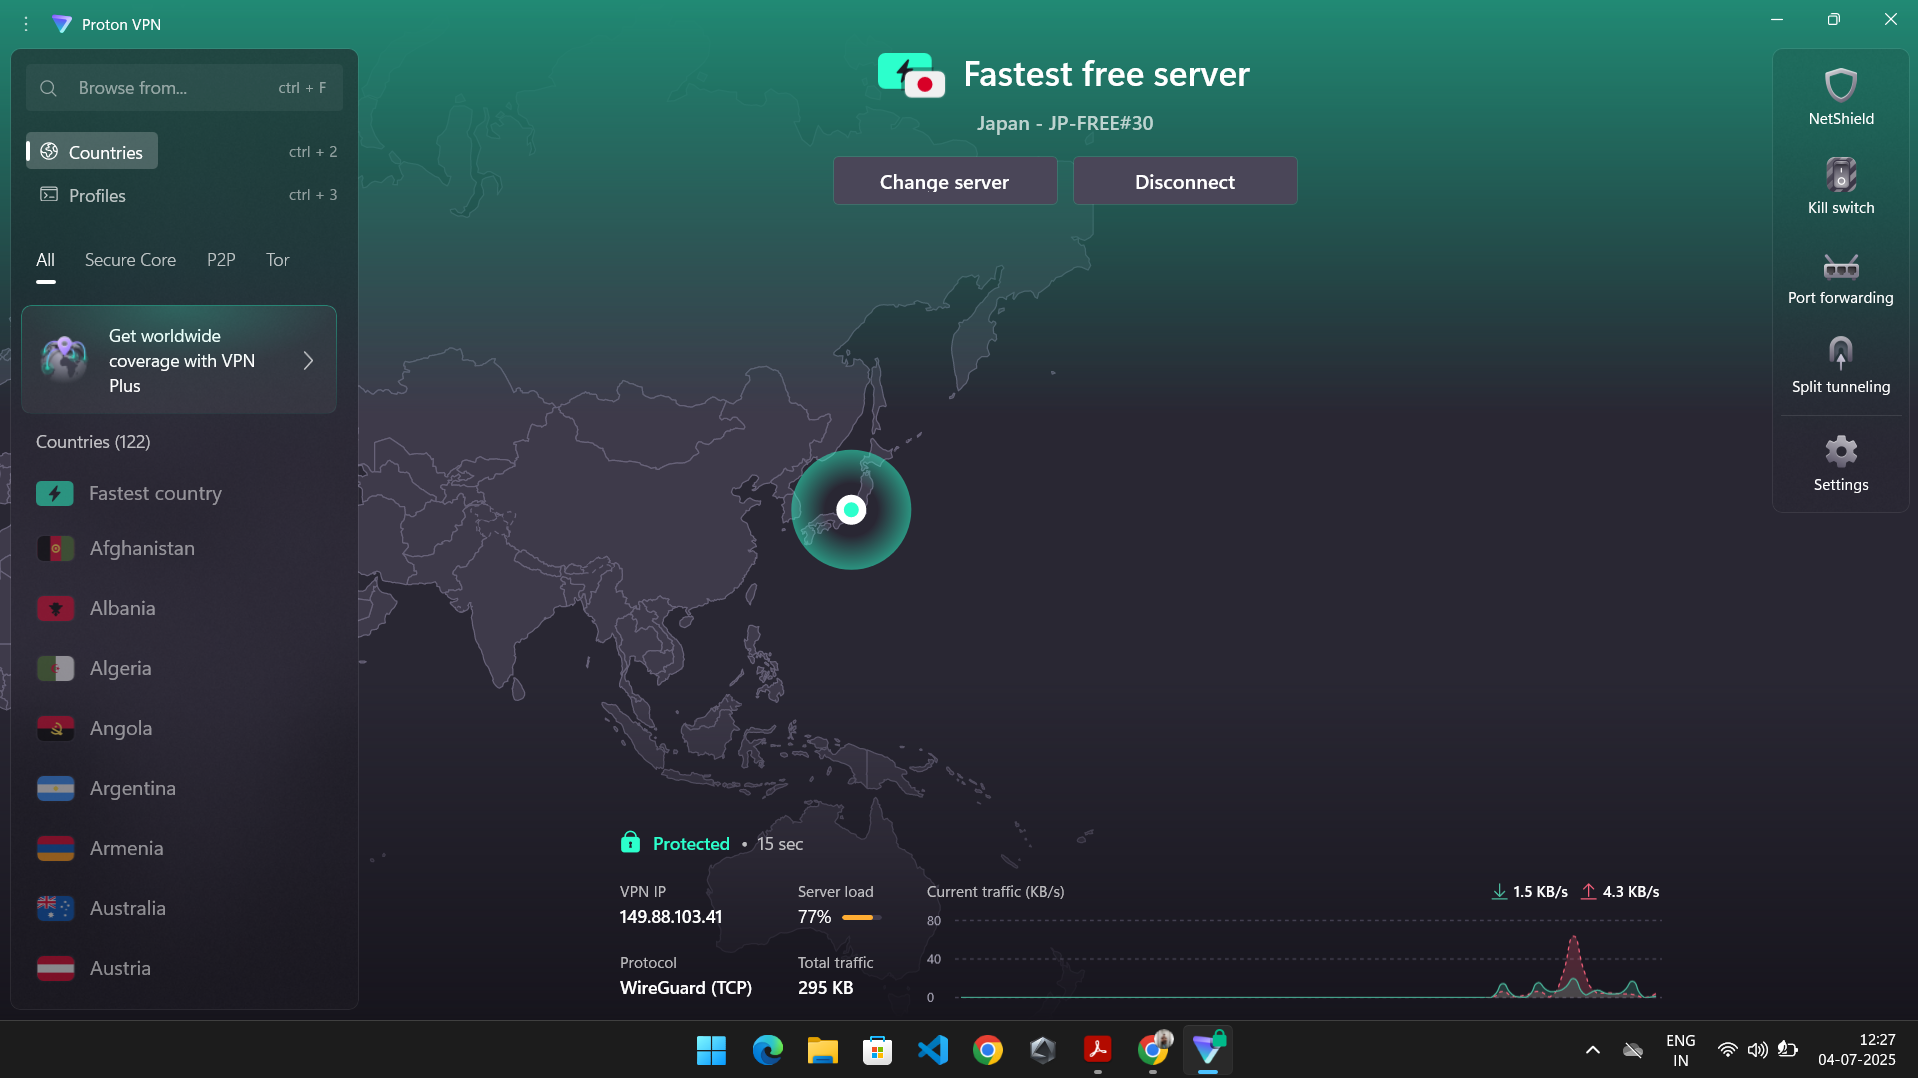 Proton VPN
Browse from...
ctrl + F
Countries
ctrl + 2
Profiles
ctrl + 3
All
Secure Core
P2P
Tor
Get worldwide
coverage with VPN
Plus
Countries (122)
Fastest country
Afghanistan
Albania
Algeria
Angola
Argentina
Armenia
Australia
Austria
Fastest free server
Japan - JP-FREE#30
Change server
Disconnect
NetShield
Kill switch
Port forwarding
Split tunneling
Settings
Protected • 15 sec
VPN IP
149.88.103.41
Server load
77%
Protocol
WireGuard (TCP)
Total traffic
295 KB
Current traffic (KB/s)
1.5 KB/s
4.3 KB/s
80
40
0
ENG
IN
12:27
04-07-2025